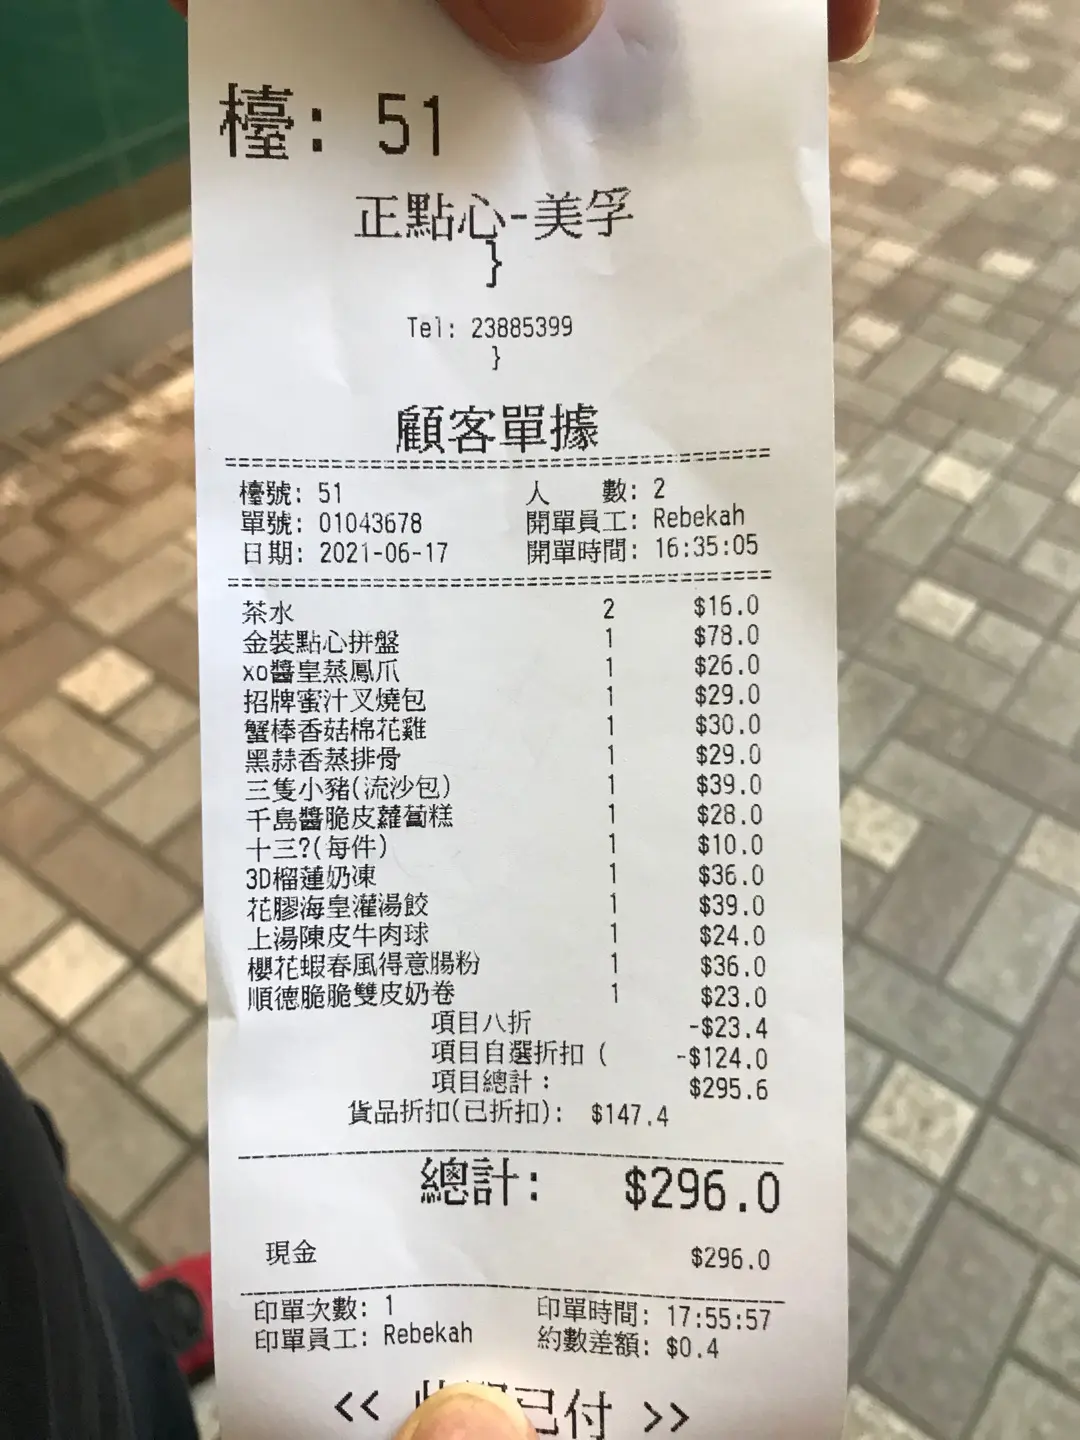 檯: 51
正點心-美孚
}
Tel: 23885399
}
顧客單據
檯號: 51 人 數: 2
單號: 01043678 開單員工: Rebekah
日期: 2021-06-17 開單時間: 16:35:05
茶水 2 $16.0
金裝點心拼盤 1 $78.0
xo醬皇蒸鳳爪 1 $26.0
招牌蜜汁叉燒包 1 $29.0
蟹棒香菇棉花雞 1 $30.0
黑蒜香蒸排骨 1 $29.0
三隻小豬(流沙包) 1 $39.0
千島醬脆皮蘿蔔糕 1 $28.0
十三?(每件) 1 $10.0
3D榴蓮奶凍 1 $36.0
花膠海皇灌湯餃 1 $39.0
上湯陳皮牛肉球 1 $24.0
櫻花蝦春風得意腸粉 1 $36.0
順德脆脆雙皮奶卷 1 $23.0
項目八折 -$23.4
項目自選折扣 ( -$124.0
項目總計: $295.6
貨品折扣(已折扣): $147.4
總計: $296.0
現金 $296.0
印單次數: 1 印單時間: 17:55:57
印單員工: Rebekah 約數差額: $0.4
<< 已付 >>